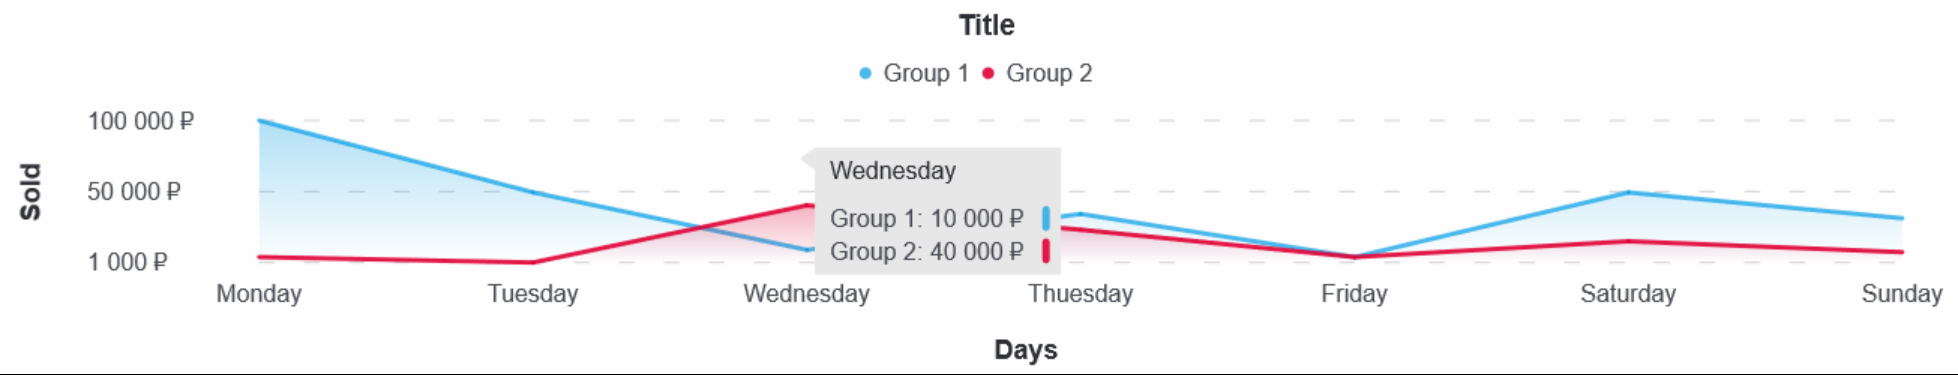 Title
Group 1 Group 2
Sold
100 000 ₽
50 000 ₽
1 000 ₽
Wednesday
Group 1: 10 000 ₽
Group 2: 40 000 ₽
Monday Tuesday Wednesday Thuesday Friday Saturday Sunday
Days